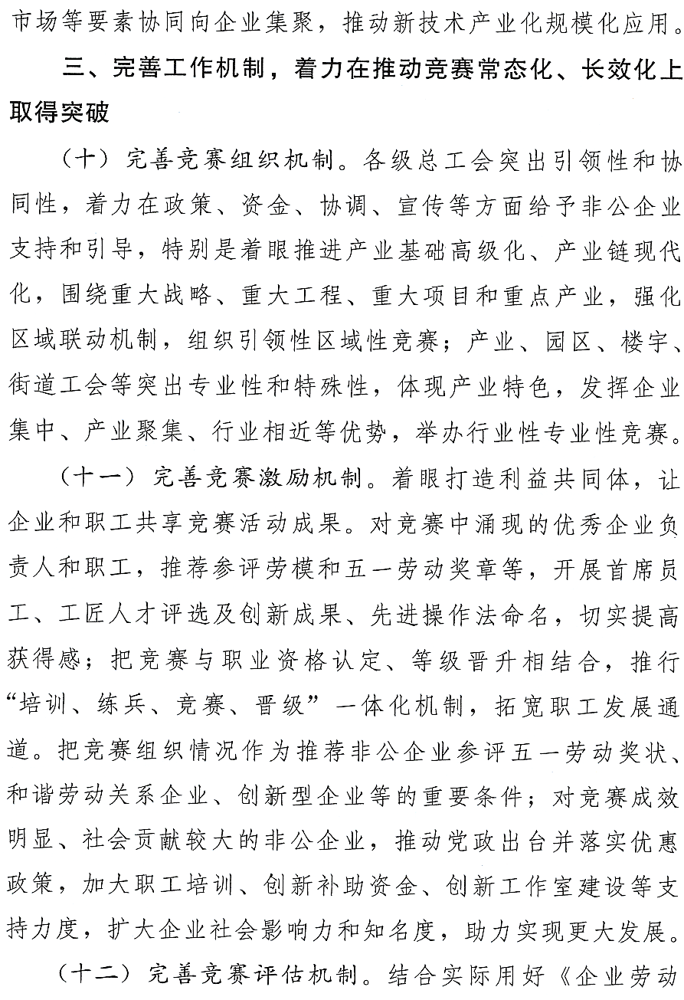 市场等要素协同向企业集聚，推动新技术产业化规模化应用。
三、完善工作机制，着力在推动竞赛常态化、长效化上
取得突破
（十）完善竞赛组织机制。各级总工会突出引领性和协
同性，着力在政策、资金、协调、宣传等方面给予非公企业
支持和引导，特别是着眼推进产业基础高级化、产业链现代
化，围绕重大战略、重大工程、重大项目和重点产业，强化
区域联动机制，组织引领性区域性竞赛；产业、园区、楼宇、
街道工会等突出专业性和特殊性，体现产业特色，发挥企业
集中、产业聚集、行业相近等优势，举办行业性专业性竞赛。
（十一）完善竞赛激励机制。着眼打造利益共同体，让
企业和职工共享竞赛活动成果。对竞赛中涌现的优秀企业负
责人和职工，推荐参评劳模和五一劳动奖章等，开展首席员
工、工匠人才评选及创新成果、先进操作法命名，切实提高
获得感；把竞赛与职业资格认定、等级晋升相结合，推行
“培训、练兵、竞赛、晋级”一体化机制，拓宽职工发展通
道。把竞赛组织情况作为推荐非公企业参评五一劳动奖状、
和谐劳动关系企业、创新型企业等的重要条件；对竞赛成效
明显、社会贡献较大的非公企业，推动党政出台并落实优惠
政策，加大职工培训、创新补助资金、创新工作室建设等支
持力度，扩大企业社会影响力和知名度，助力实现更大发展。
（十二）完善竞赛评估机制。结合实际用好《企业劳动